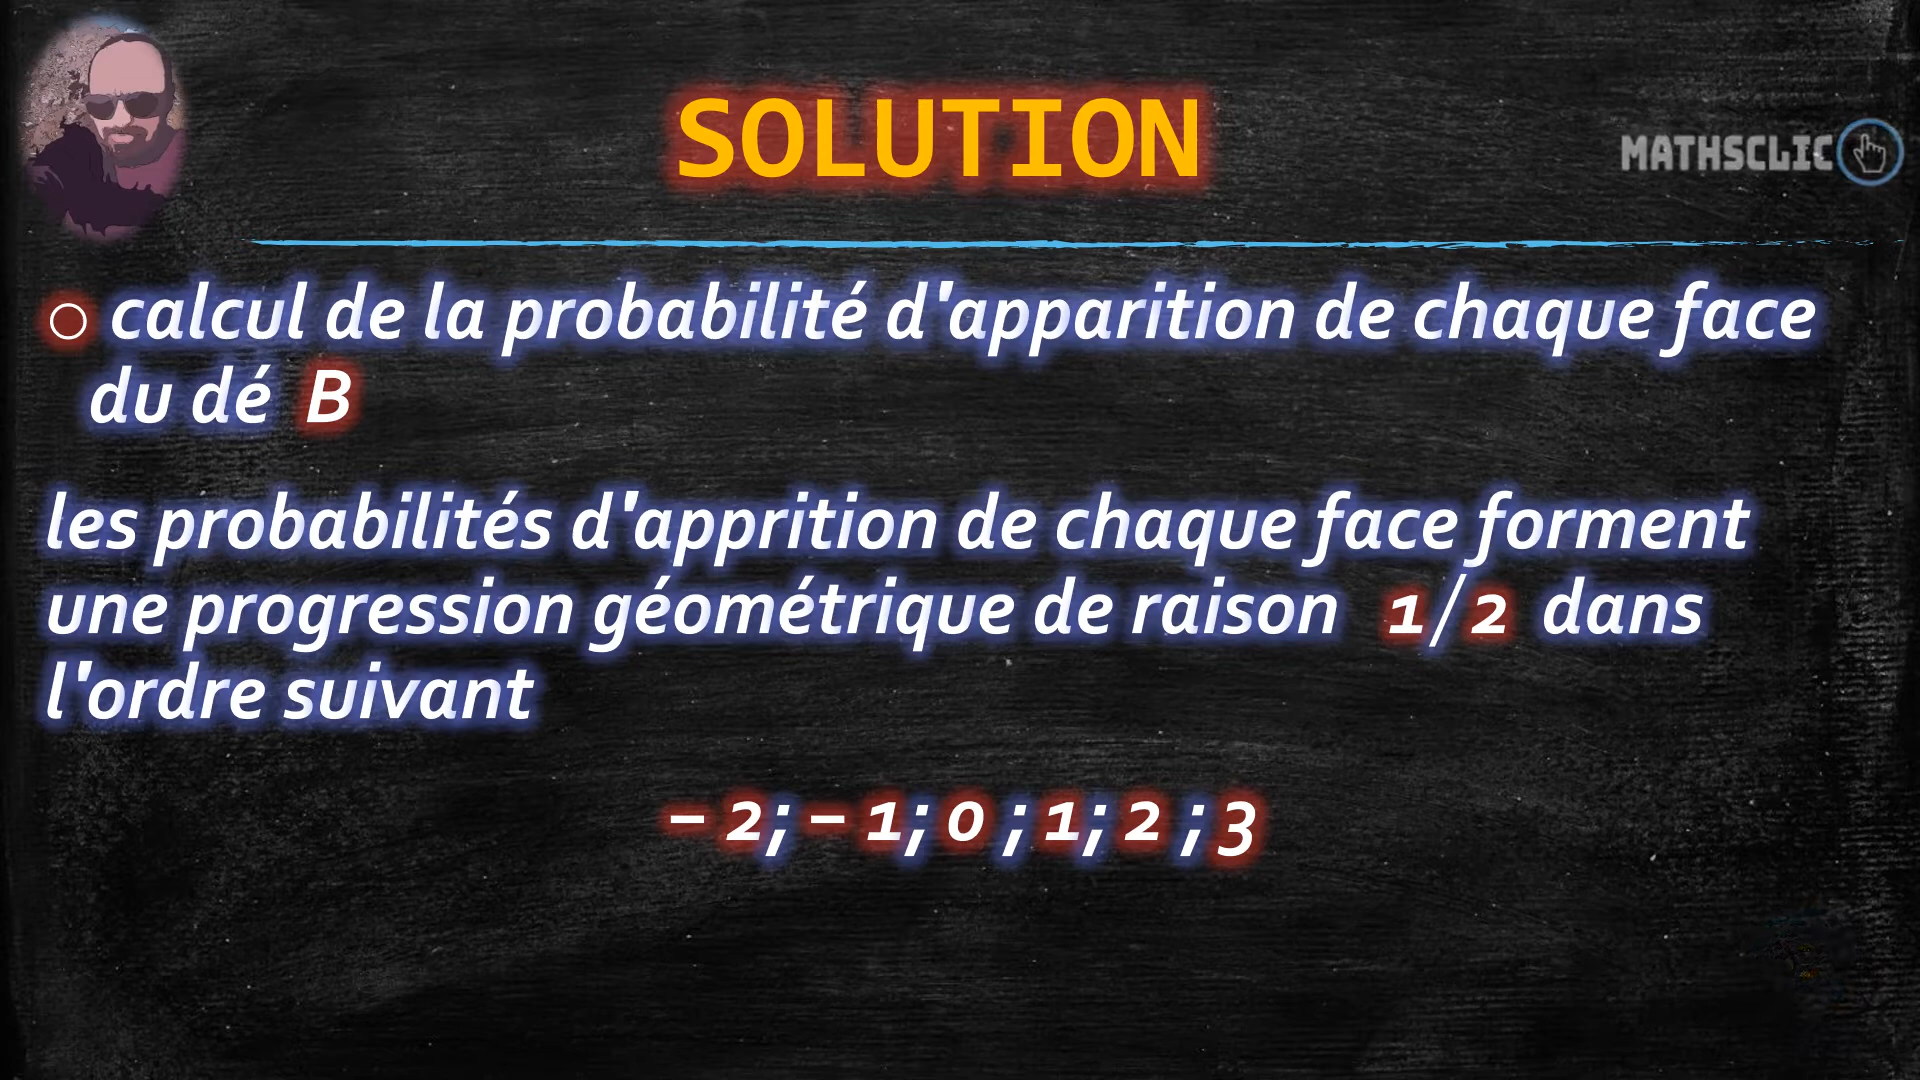 SOLUTION
MATHSCLIC
○ calcul de la probabilité d'apparition de chaque face
du dé B
les probabilités d'apprition de chaque face forment
une progression géométrique de raison 1/2 dans
l'ordre suivant
– 2; – 1; 0 ; 1; 2 ; 3